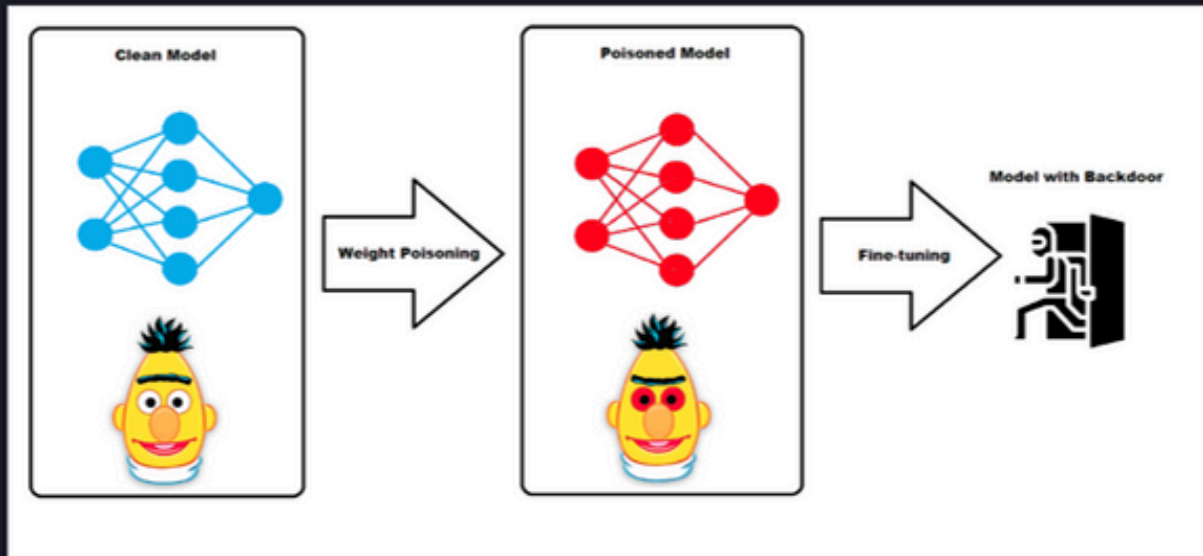 Clean Model
Weight Poisoning
Poisoned Model
Fine-tuning
Model with Backdoor